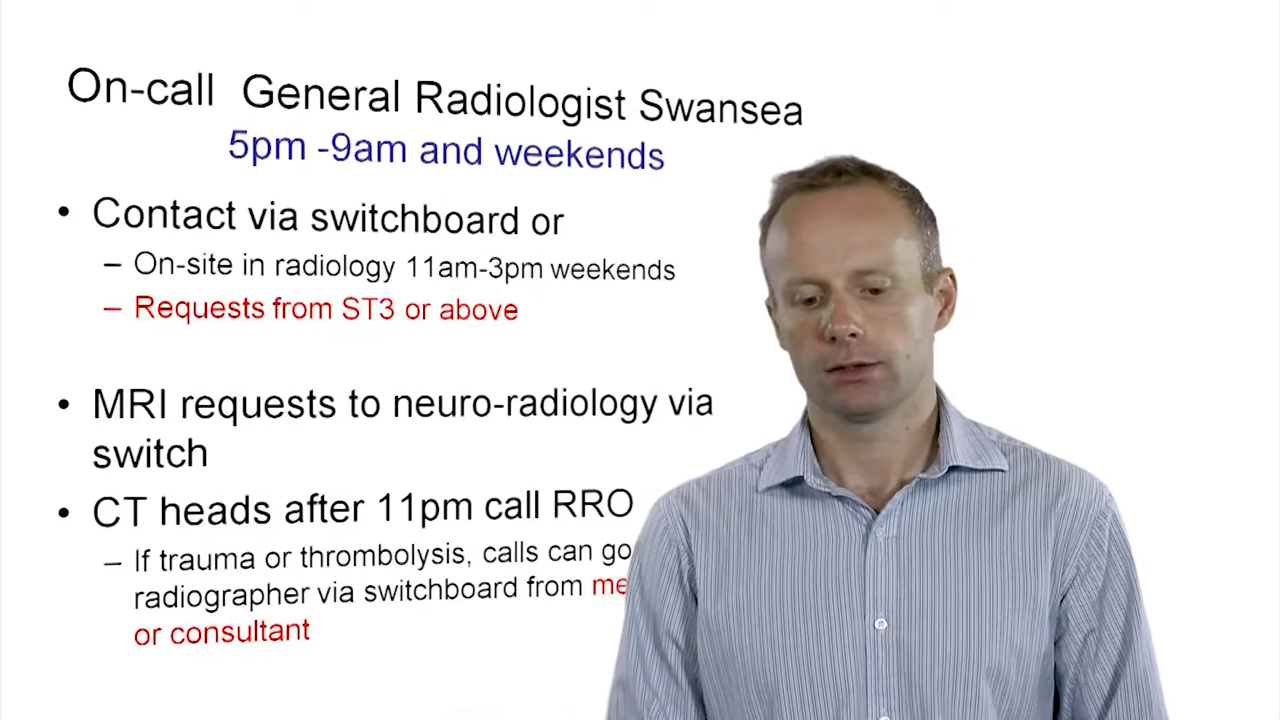 On-call General Radiologist Swansea
5pm -9am and weekends
• Contact via switchboard or
– On-site in radiology 11am-3pm weekends
– Requests from ST3 or above
• MRI requests to neuro-radiology via
switch
• CT heads after 11pm call RRO
– If trauma or thrombolysis, calls can go
radiographer via switchboard from
or consultant